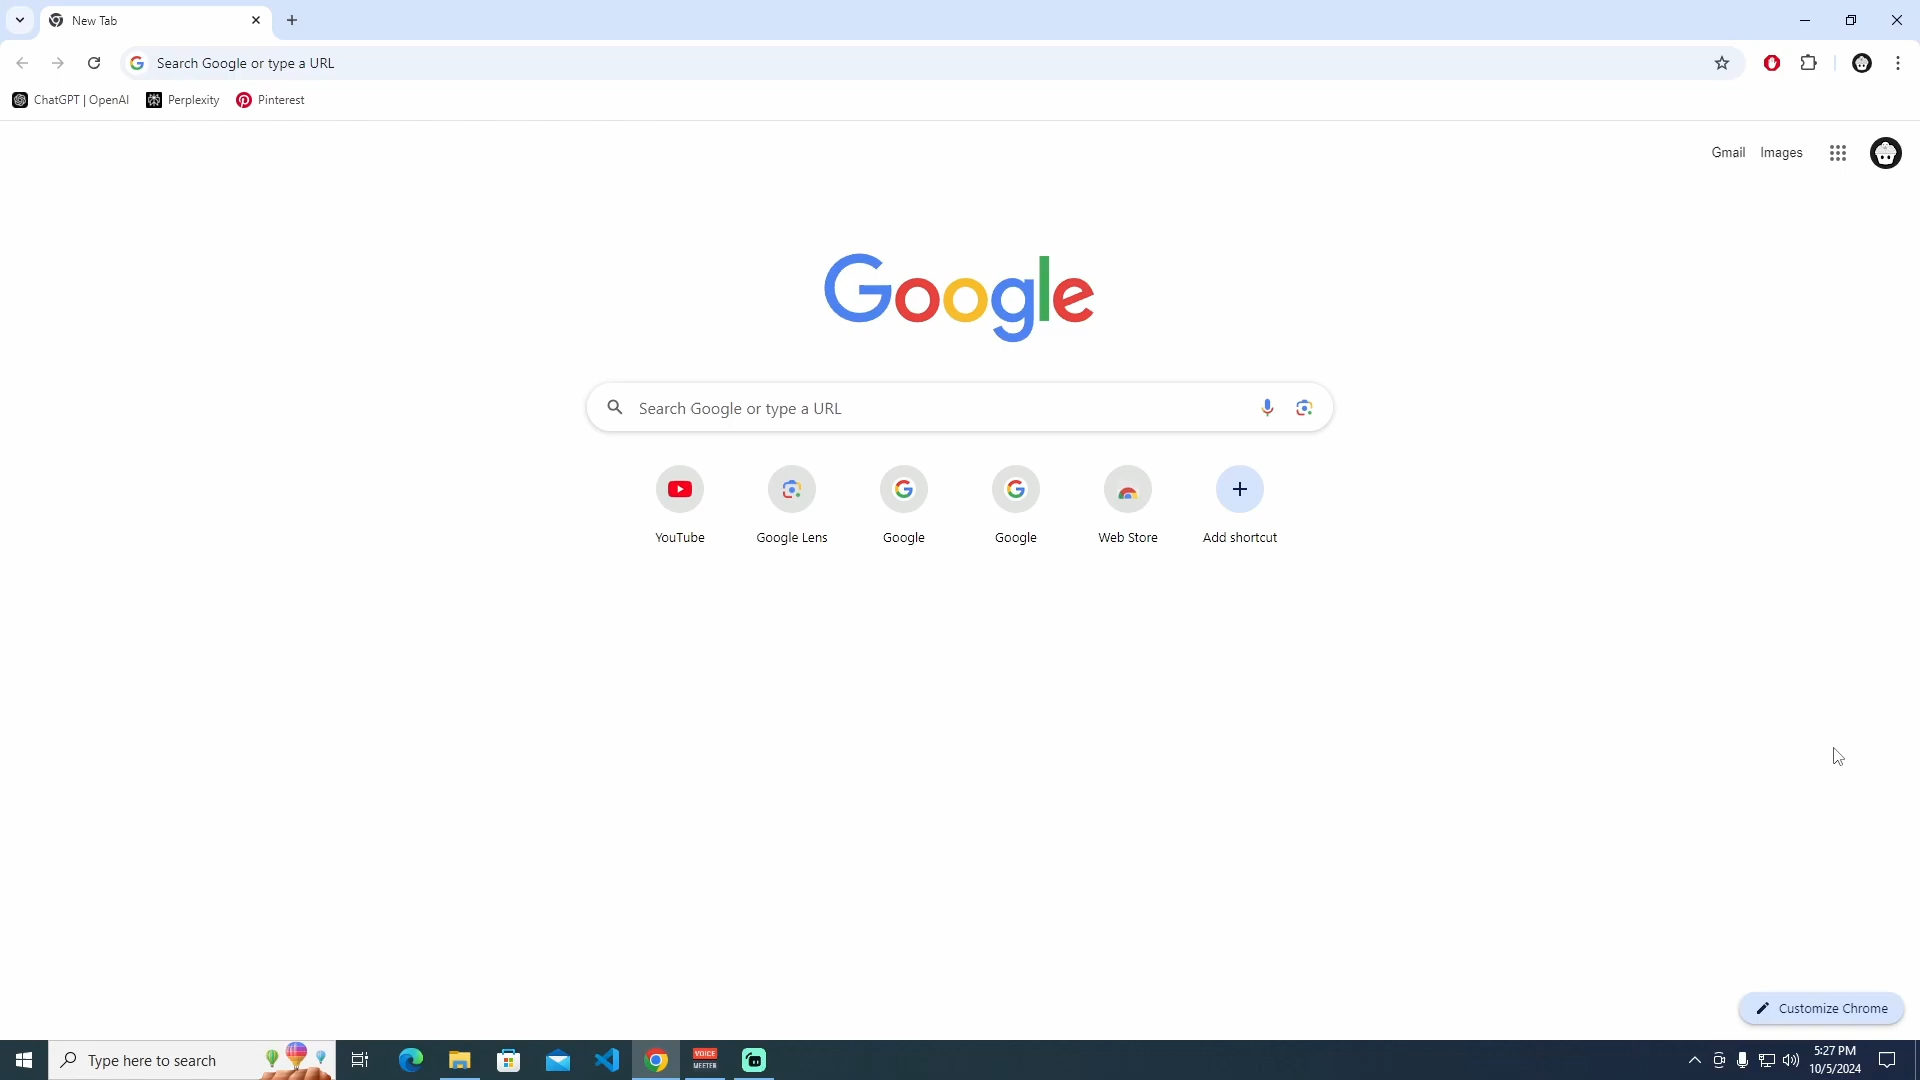 New Tab
Search Google or type a URL
ChatGPT | OpenAI Perplexity Pinterest
Gmail Images
Google
Search Google or type a URL
YouTube Google Lens Google Google Web Store Add shortcut
Customize Chrome
Type here to search
VOICE
MEETER
5:27 PM
10/5/2024